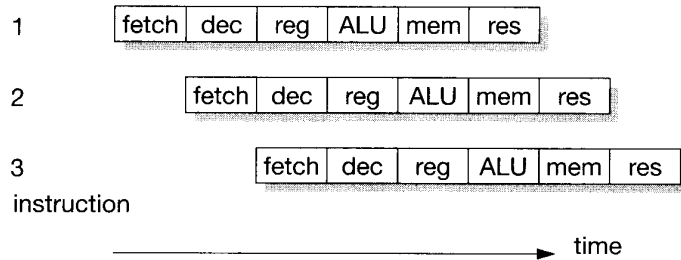 1 fetch dec reg ALU mem res
2 fetch dec reg ALU mem res
3 fetch dec reg ALU mem res
instruction
time